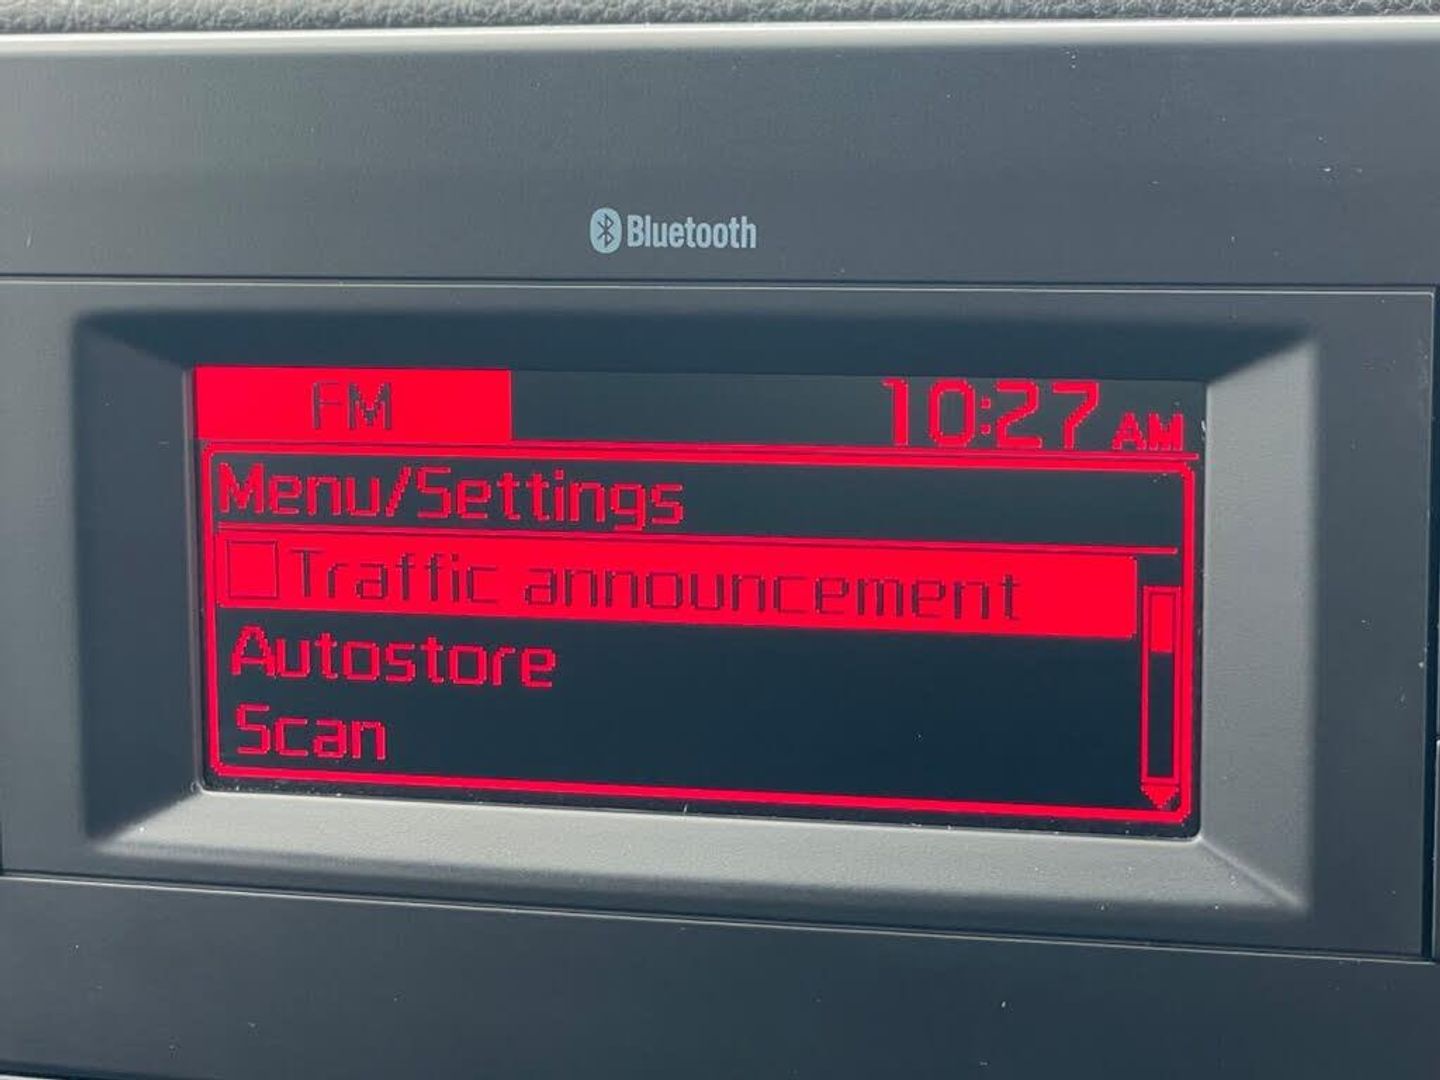 Bluetooth
FM 10:27 AM
Menu/Settings
Traffic announcement
Autostore
Scan